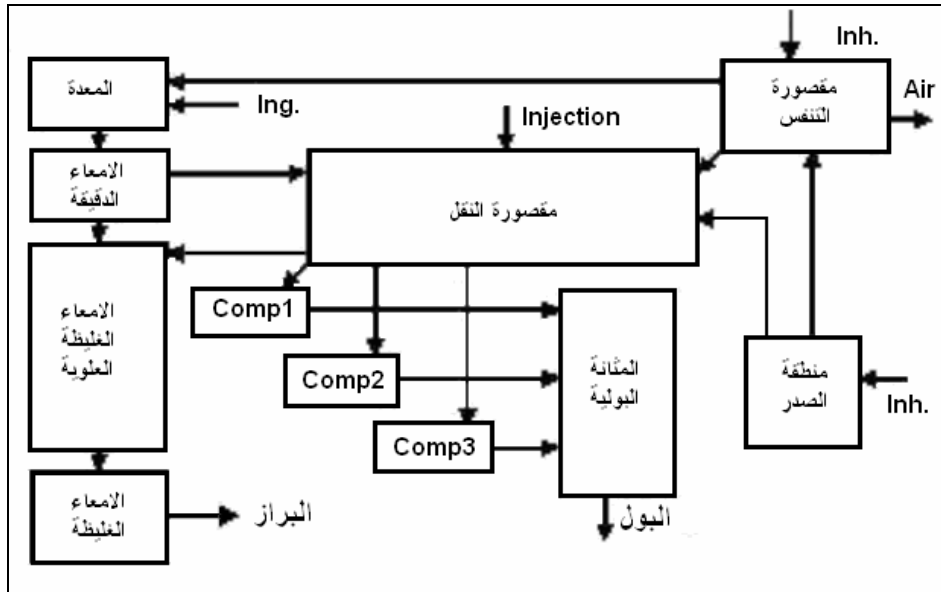 Inh.
المعدة
مقصورة
التنفس
Air
Ing.
Injection
الامعاء
الدقيقة
مقصورة النقل
Comp1
الامعاء
الغليظة
العلوية
المثانة
البولية
منطقة
الصدر
Comp2
Inh.
Comp3
الامعاء
الغليظة
البراز
البول